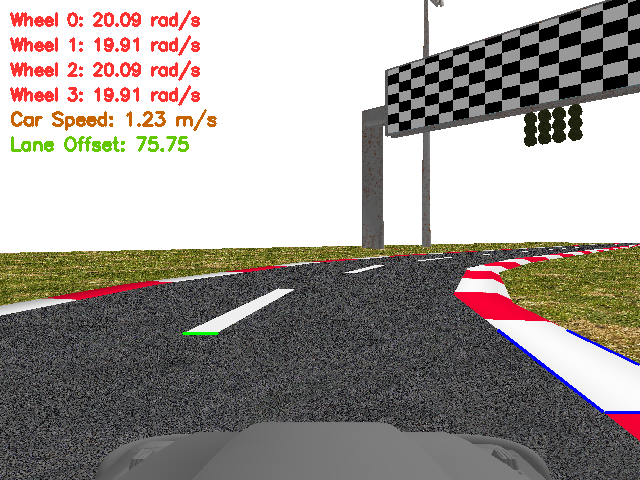 Wheel 0: 20.09 rad/s
Wheel 1: 19.91 rad/s
Wheel 2: 20.09 rad/s
Wheel 3: 19.91 rad/s
Car Speed: 1.23 m/s
Lane Offset: 75.75